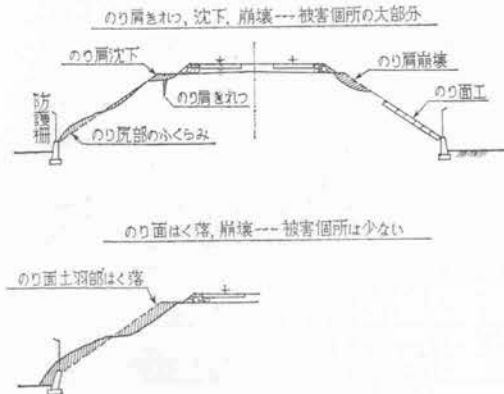 のり肩きれつ, 沈下, 崩壊---被害個所の大部分
のり肩沈下
のり肩崩壊
のり肩きれつ
防護柵
のり面工
のり尻部のふくらみ
のり面はく落, 崩壊---被害個所は少ない
のり面土羽部はく落